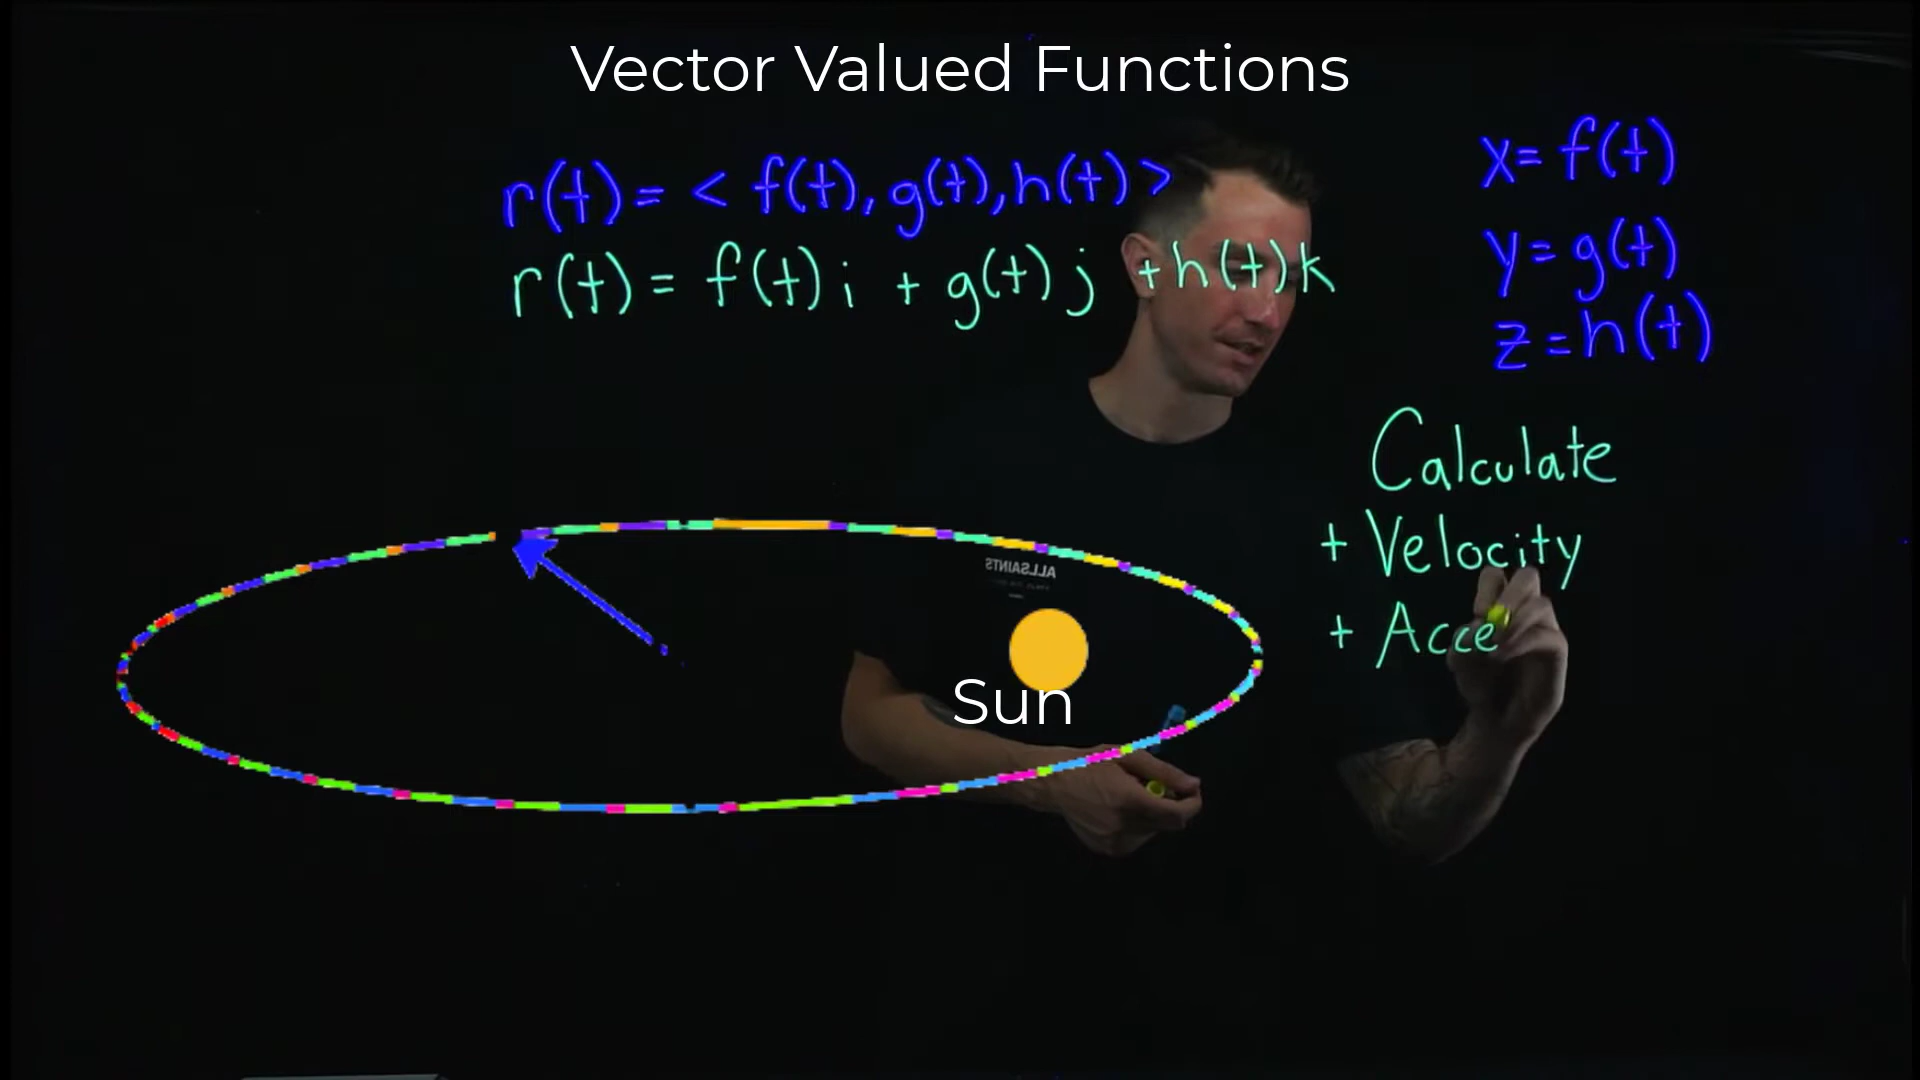 Vector Valued Functions
r(t) = < f(t), g(t), h(t) >
r(t) = f(t) i + g(t) j + h(t) k
x = f(t)
y = g(t)
z = h(t)
Calculate
+ Velocity
+ Acce
ALLSAINTS
Sun